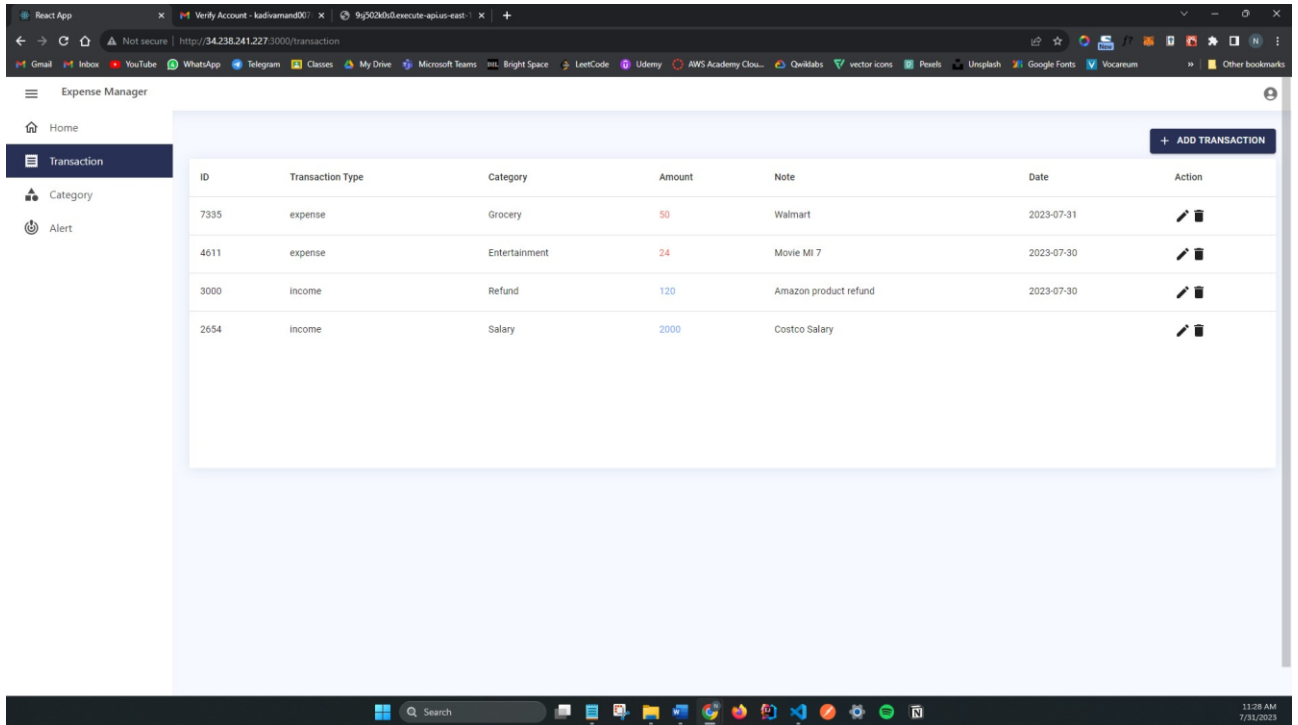 React App
Verify Account - kadivarnand007
9sj502k0s0.execute-api.us-east-1
Not secure | http://34.238.241.227:3000/transaction
New
Gmail Inbox YouTube WhatsApp Telegram Classes My Drive Microsoft Teams Bright Space LeetCode Udemy AWS Academy Clou... Qwiklabs vector icons Pexels Unsplash Google Fonts Vocareum » Other bookmarks
Expense Manager
Home
+ ADD TRANSACTION
Transaction
ID Transaction Type Category Amount Note Date Action
Category
7335 expense Grocery 50 Walmart 2023-07-31
Alert
4611 expense Entertainment 24 Movie MI 7 2023-07-30
3000 income Refund 120 Amazon product refund 2023-07-30
2654 income Salary 2000 Costco Salary
Search
11:28 AM
7/31/2023